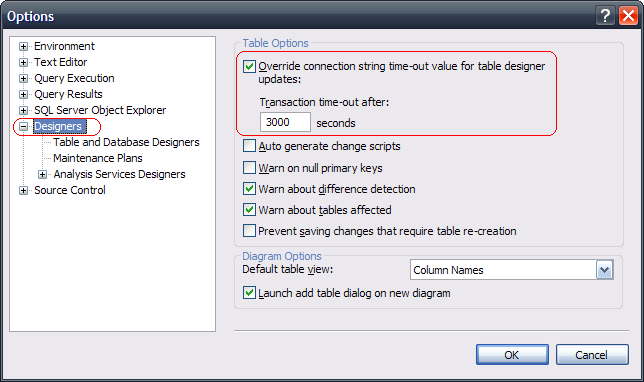 Options
Environment
Text Editor
Query Execution
Query Results
SQL Server Object Explorer
Designers
Table and Database Designers
Maintenance Plans
Analysis Services Designers
Source Control
Table Options
Override connection string time-out value for table designer
updates:
Transaction time-out after:
3000 seconds
Auto generate change scripts
Warn on null primary keys
Warn about difference detection
Warn about tables affected
Prevent saving changes that require table re-creation
Diagram Options
Default table view: Column Names
Launch add table dialog on new diagram
OK Cancel